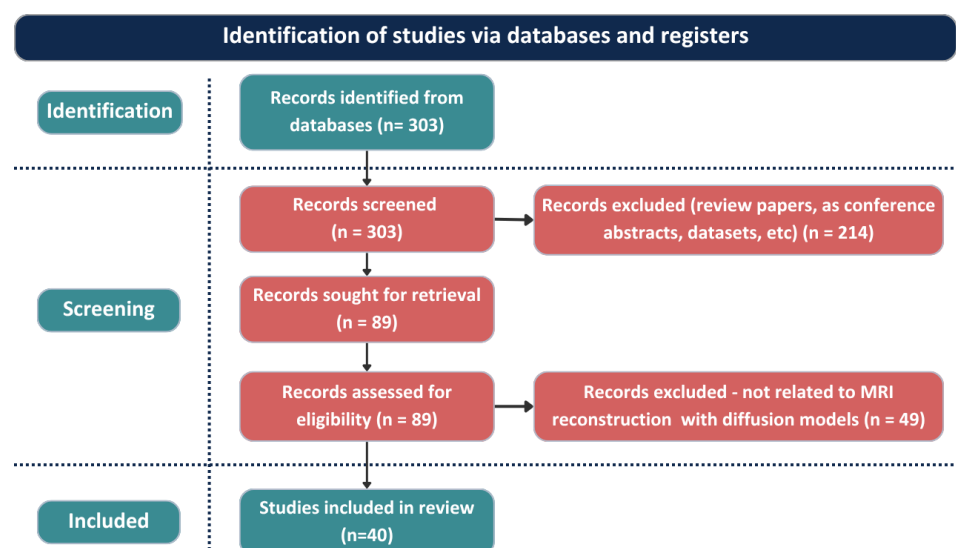 Identification of studies via databases and registers
Identification
Records identified from
databases (n= 303)
Screening
Records screened
(n = 303)
Records excluded (review papers, as conference
abstracts, datasets, etc) (n = 214)
Records sought for retrieval
(n = 89)
Records assessed for
eligibility (n = 89)
Records excluded - not related to MRI
reconstruction with diffusion models (n = 49)
Included
Studies included in review
(n=40)